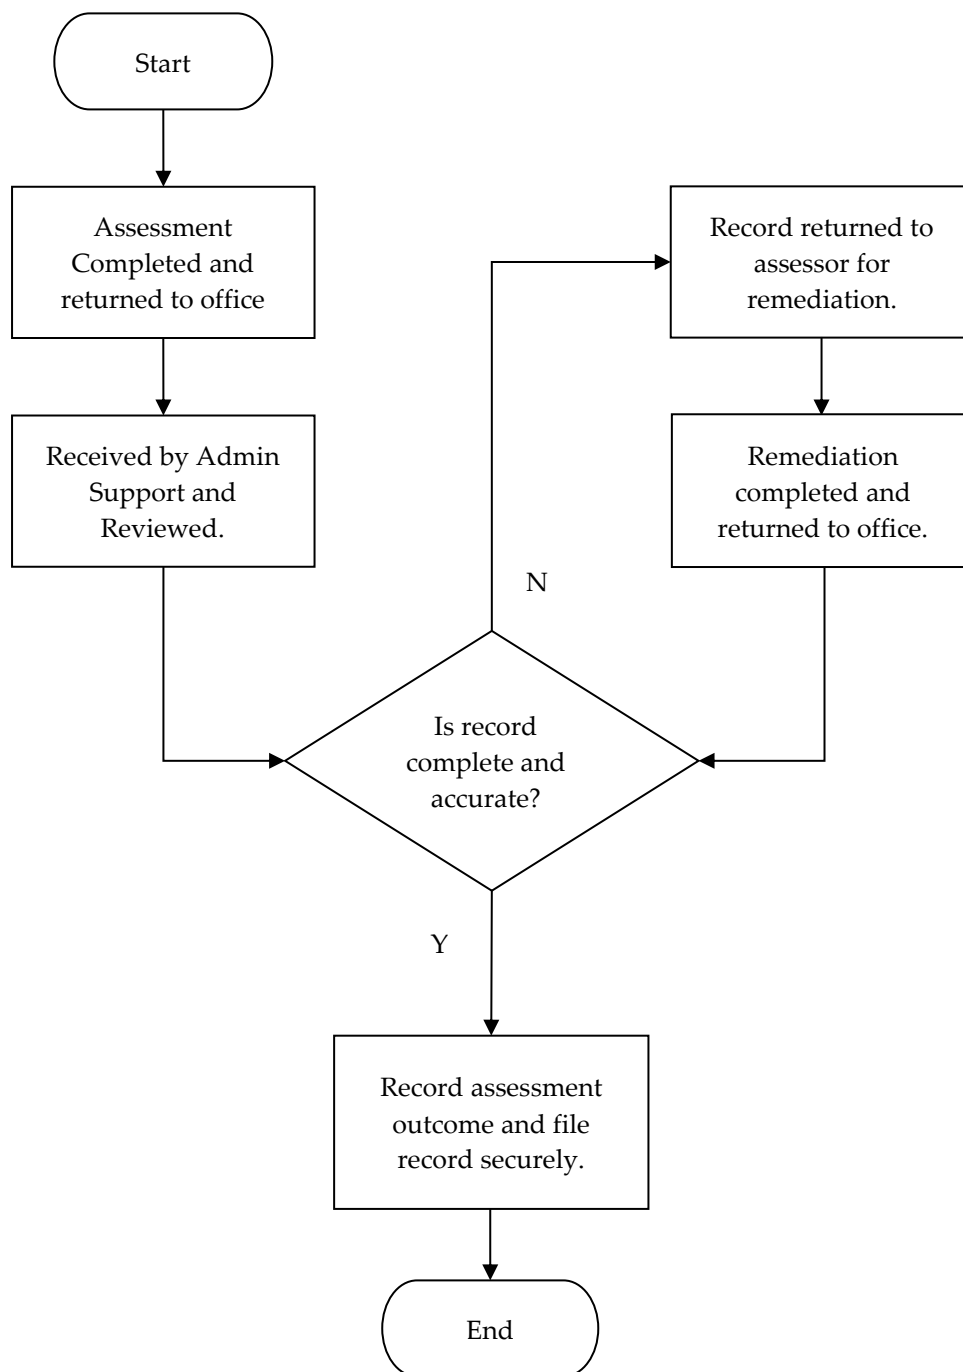 Start
Assessment
Completed and
returned to office
Received by Admin
Support and
Reviewed.
Is record
complete and
accurate?
N
Record returned to
assessor for
remediation.
Remediation
completed and
returned to office.
Y
Record assessment
outcome and file
record securely.
End